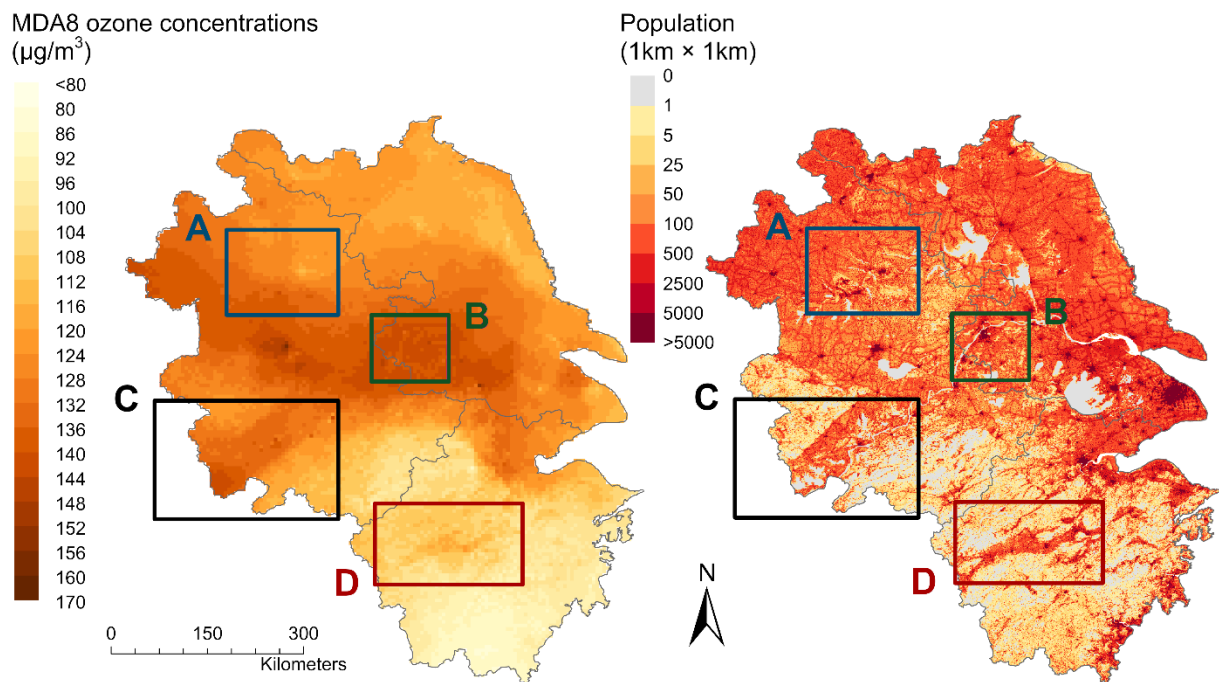 MDA8 ozone concentrations
(µg/m³)
<80
80
86
92
96
100
104
108
112
116
120
124
128
132
136
140
144
148
152
156
160
170
A
B
C
D
0 150 300
Kilometers
Population
(1km × 1km)
0
1
5
25
50
100
500
2500
5000
>5000
A
B
C
D
N